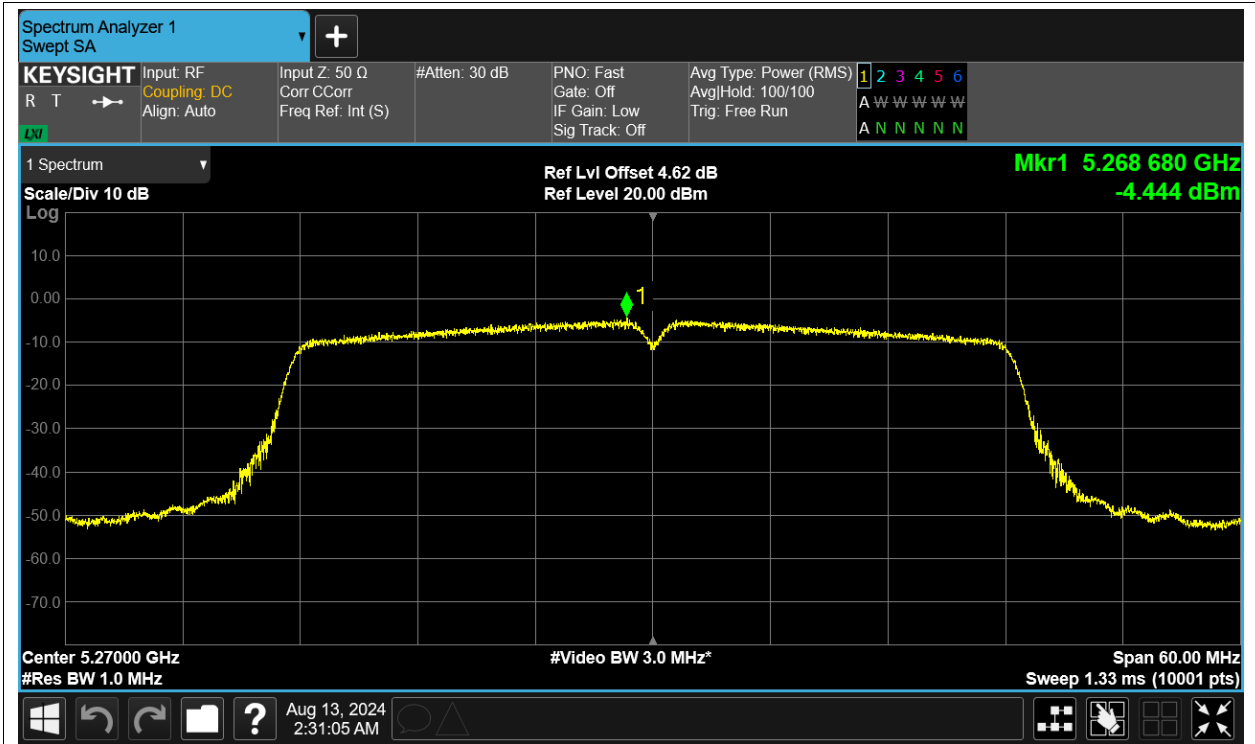 Spectrum Analyzer 1
Swept SA
KEYSIGHT
R T
LXI
Input: RF
Coupling: DC
Align: Auto
Input Z: 50 Ω
Corr CCorr
Freq Ref: Int (S)
#Atten: 30 dB
PNO: Fast
Gate: Off
IF Gain: Low
Sig Track: Off
Avg Type: Power (RMS)
Avg|Hold: 100/100
Trig: Free Run
1 2 3 4 5 6
A W W W W W
A N N N N N
1 Spectrum
Scale/Div 10 dB
Log
Ref Lvl Offset 4.62 dB
Ref Level 20.00 dBm
Mkr1 5.268 680 GHz
-4.444 dBm
10.0
0.00
1
-10.0
-20.0
-30.0
-40.0
-50.0
-60.0
-70.0
Center 5.27000 GHz
#Res BW 1.0 MHz
#Video BW 3.0 MHz*
Span 60.00 MHz
Sweep 1.33 ms (10001 pts)
?
Aug 13, 2024
2:31:05 AM